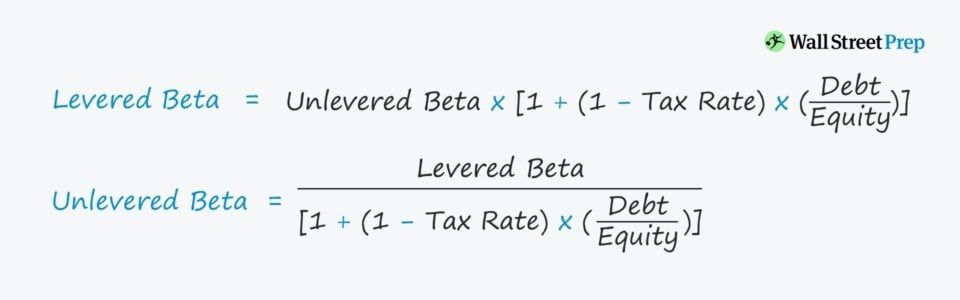 Wall Street Prep
Levered Beta = Unlevered Beta x [1 + (1 - Tax Rate) x (Debt/Equity)]
Unlevered Beta = Levered Beta
[1 + (1 - Tax Rate) x (Debt/Equity)]